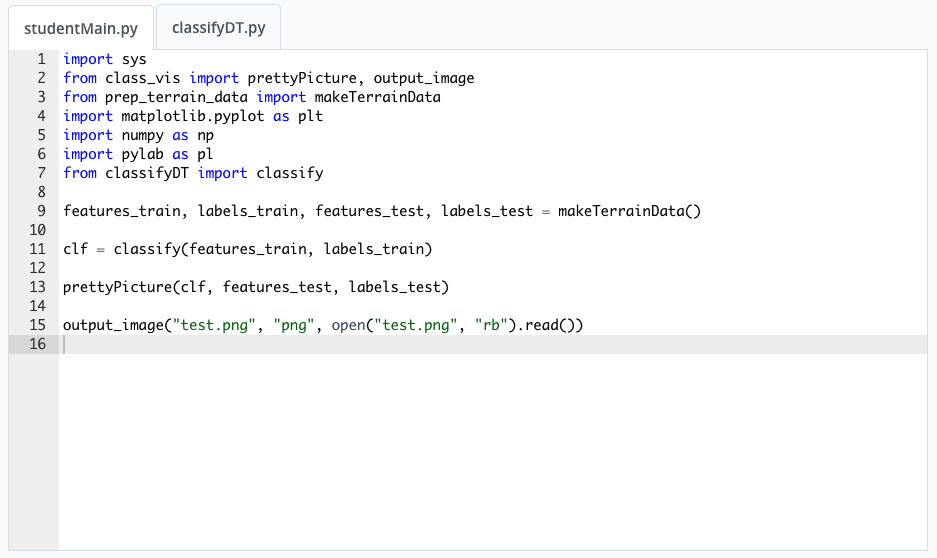 studentMain.py
classifyDT.py
1 import sys
2 from class_vis import prettyPicture, output_image
3 from prep_terrain_data import makeTerrainData
4 import matplotlib.pyplot as plt
5 import numpy as np
6 import pylab as pl
7 from classifyDT import classify
8
9 features_train, labels_train, features_test, labels_test = makeTerrainData()
10
11 clf = classify(features_train, labels_train)
12
13 prettyPicture(clf, features_test, labels_test)
14
15 output_image("test.png", "png", open("test.png", "rb").read())
16